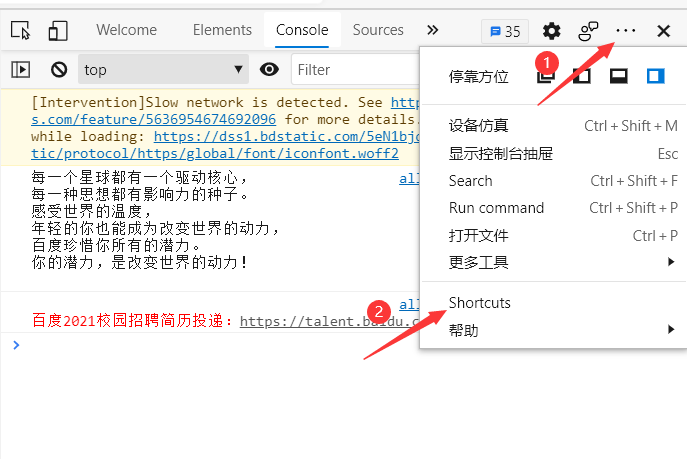 Welcome Elements Console Sources 35
top Filter
停靠方位
1
[Intervention]Slow network is detected. See
s.com/feature/5636954674692096 for more details.
while loading: https://dss1.bdstatic.com/
tic/protocol/https/global/font/iconfont.woff2
每一个星球都有一个驱动核心,
每一种思想都有影响力的种子。
感受世界的温度,
年轻的你也能成为改变世界的动力,
百度珍惜你所有的潜力。
你的潜力,是改变世界的动力!
百度2021校园招聘简历投递:https://talent.baidu.c
设备仿真 Ctrl + Shift + M
显示控制台抽屉 Esc
Search Ctrl + Shift + F
Run command Ctrl + Shift + P
打开文件 Ctrl + P
更多工具
2
Shortcuts
帮助